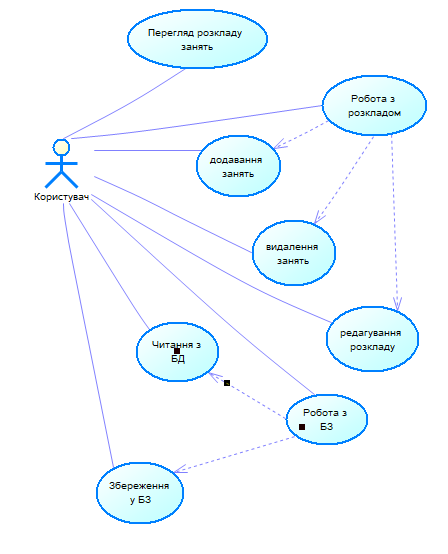 Перегляд розкладу
занять
Робота з
розкладом
додавання
занять
Користувач
видалення
занять
редагування
розкладу
Читання з
БД
Робота з
БЗ
Збереження
у БЗ